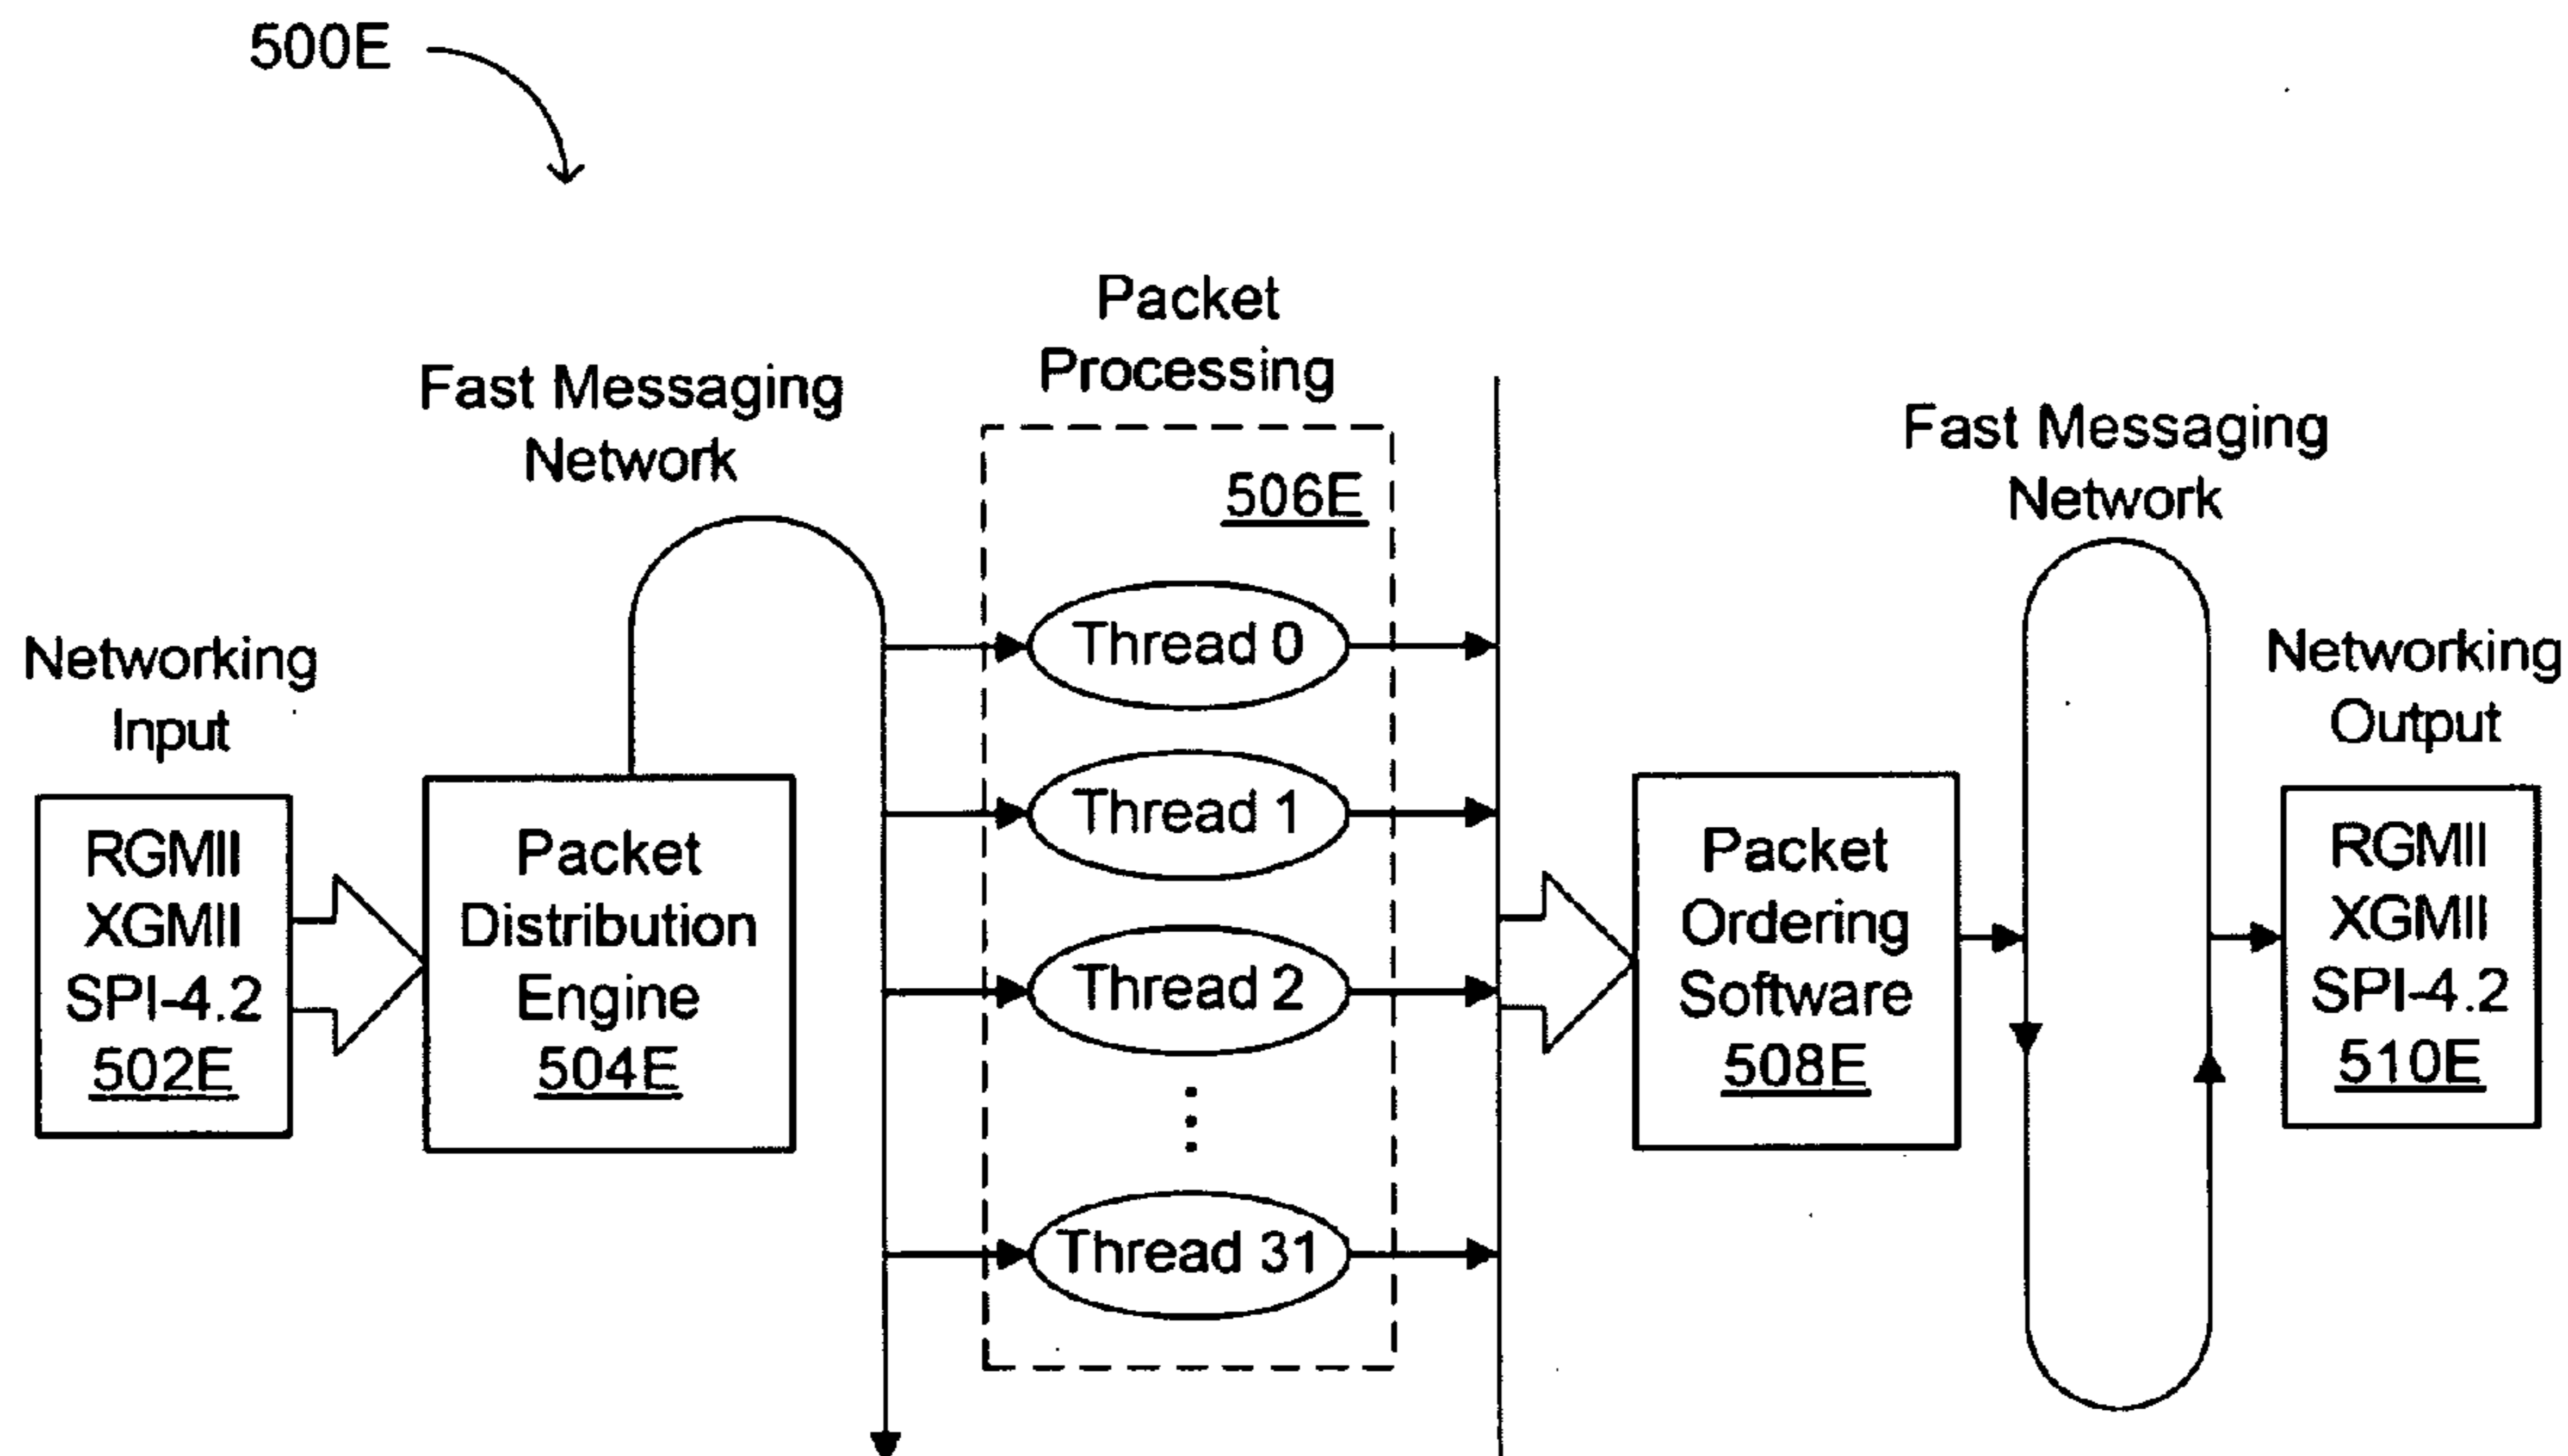 500E
Packet
Processing
Fast Messaging
Network
506E
Fast Messaging
Network
Networking
Input
RGMII
XGMII
SPI-4.2
502E
Packet
Distribution
Engine
504E
Thread 0
Thread 1
Thread 2
Thread 31
Packet
Ordering
Software
508E
Networking
Output
RGMII
XGMII
SPI-4.2
510E